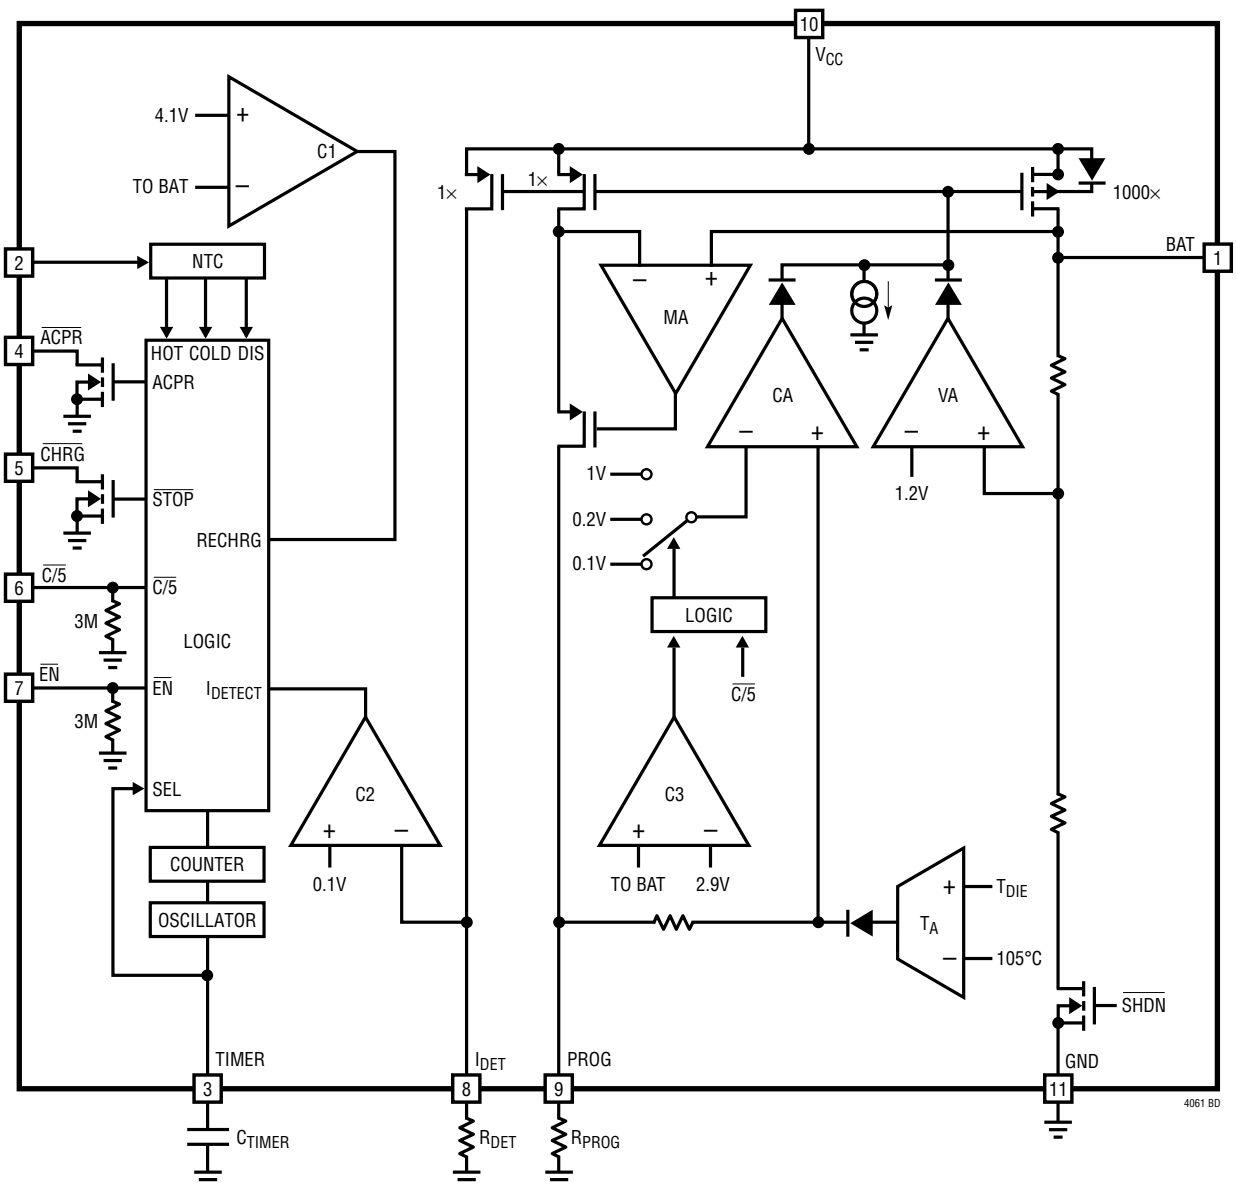 10
VCC
4.1V
+
C1
TO BAT
−
1×
1×
1000×
BAT
1
2
NTC
ACPR
4
HOT COLD DIS
ACPR
−
+
MA
CA
−
+
VA
−
+
1.2V
CHRG
5
STOP
1V
0.2V
0.1V
RECHRG
C/5
6
C/5
3M
LOGIC
LOGIC
C/5
EN
7
EN
IDETECT
3M
SEL
C2
+
−
0.1V
C3
+
−
TO BAT
2.9V
COUNTER
OSCILLATOR
TA
+
TDIE
−
105°C
SHDN
TIMER
3
IDET
8
PROG
9
GND
11
4061 BD
CTIMER
RDET
RPROG